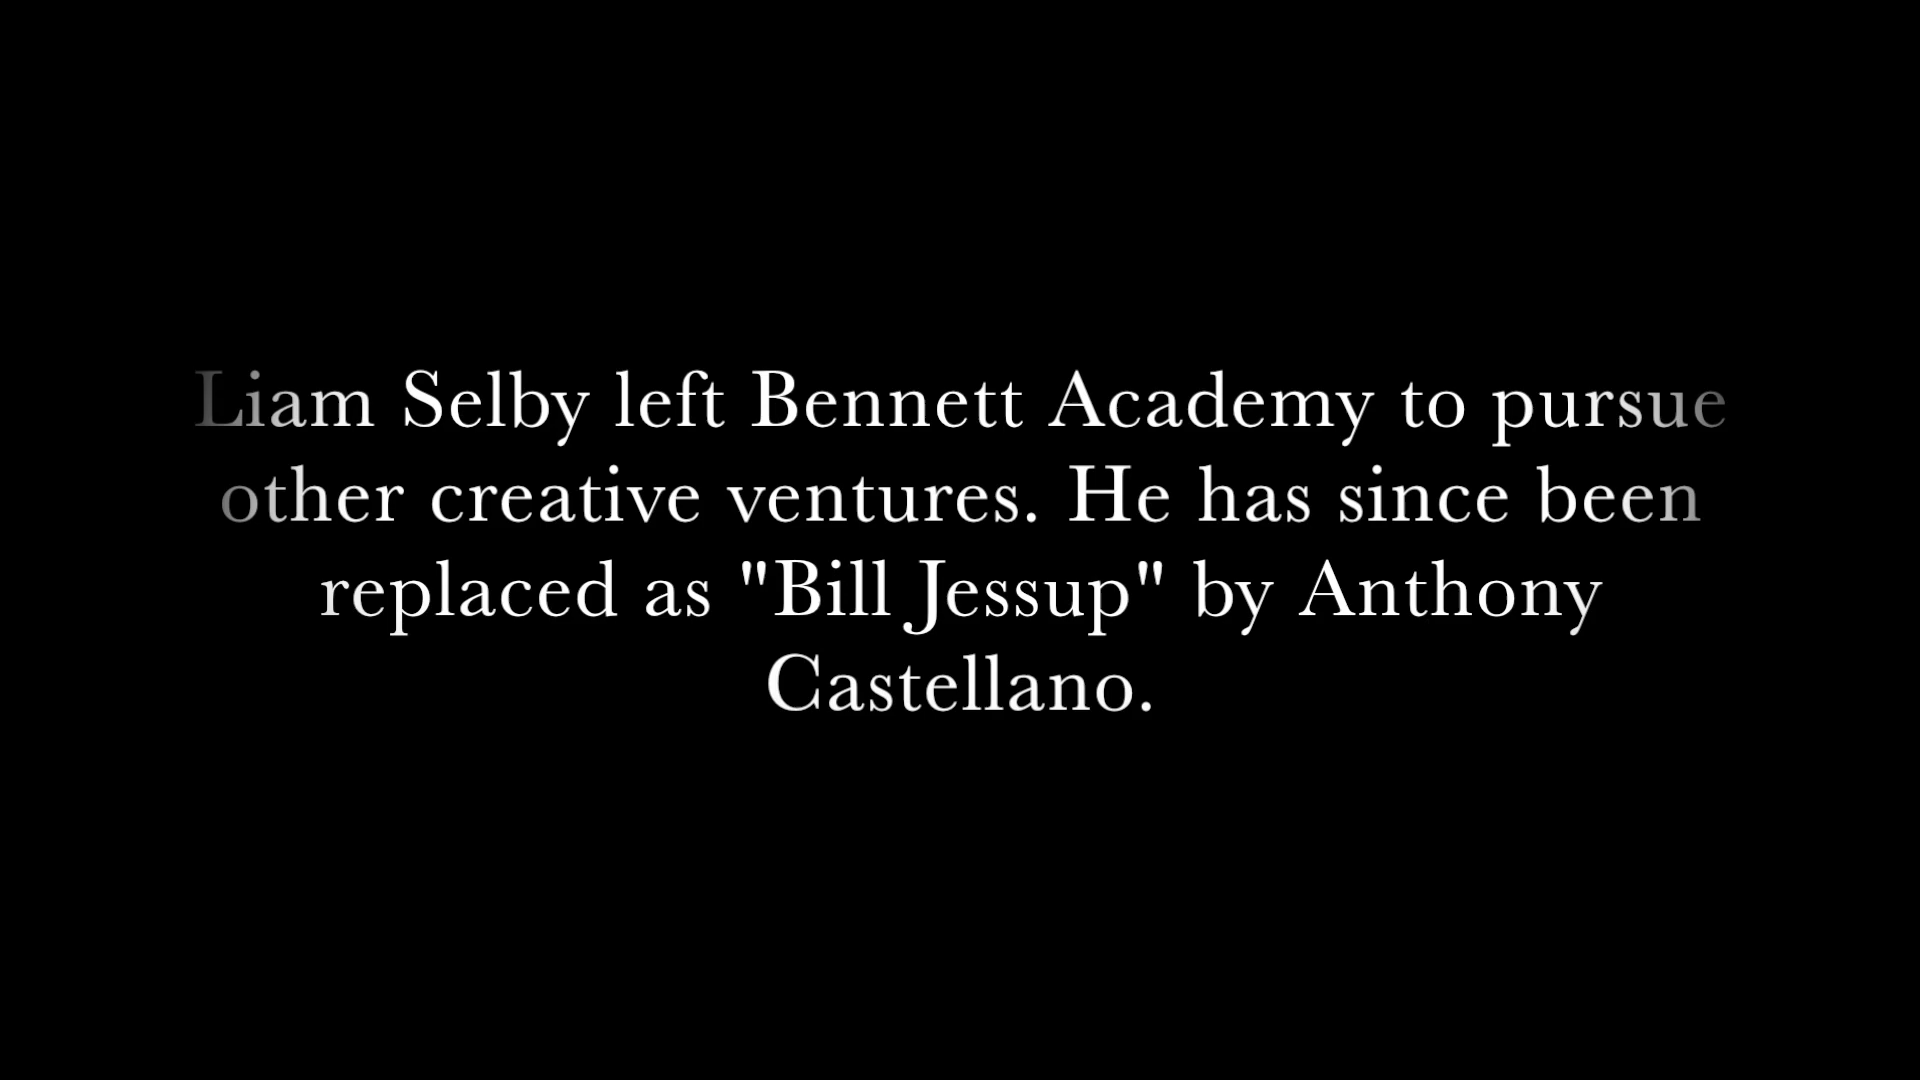 Liam Selby left Bennett Academy to pursue
other creative ventures. He has since been
replaced as "Bill Jessup" by Anthony
Castellano.